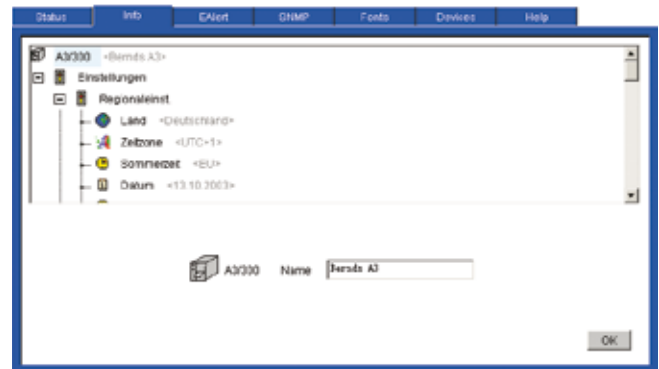 Status Info EAlert SNMP Fonts Devices Help
A3/300 <Bernds A3>
Einstellungen
Regionaleinst.
Land <Deutschland>
Zeitzone <UTC+1>
Sommerzeit <EU>
Datum <13.10.2003>
A3/300 Name Bernds A3
OK